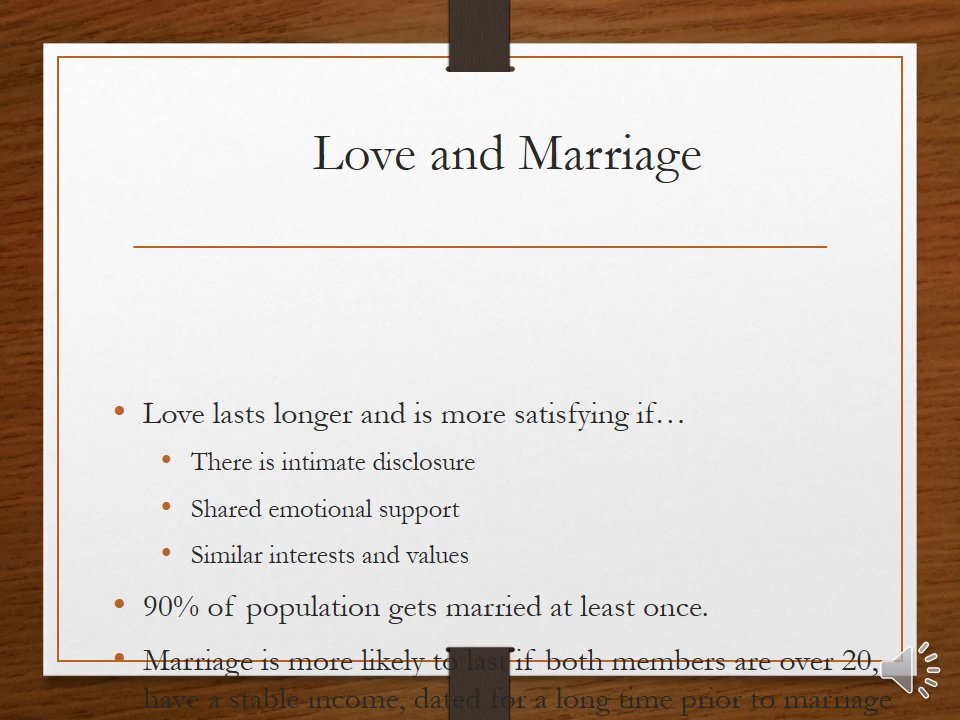 Love and Marriage
• Love lasts longer and is more satisfying if…
• There is intimate disclosure
• Shared emotional support
• Similar interests and values
• 90% of population gets married at least once.
• Marriage is more likely to last if both members are over 20,
have a stable income, dated for a long time prior to marriage